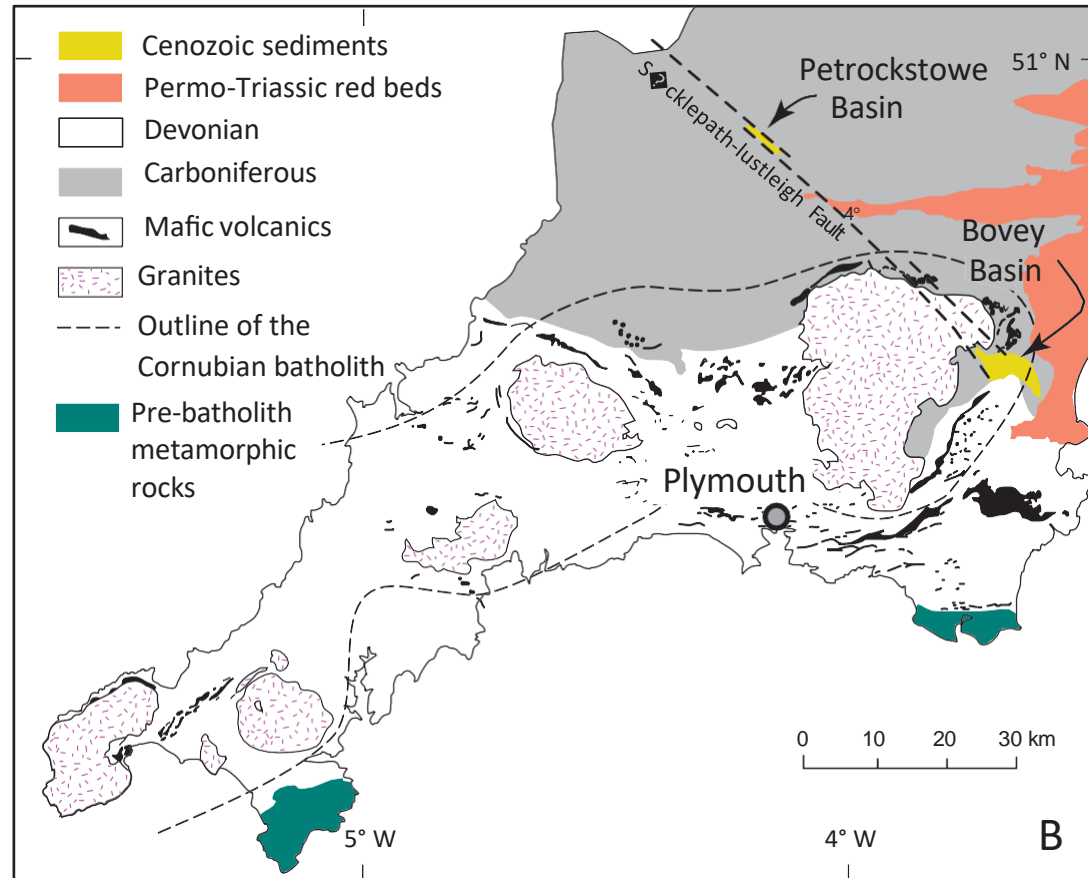 Cenozoic sediments
Permo-Triassic red beds
Devonian
Carboniferous
Mafic volcanics
Granites
Outline of the
Cornubian batholith
Pre-batholith
metamorphic
rocks
51° N
Petrockstowe
Basin
S?cklepath-lustleigh Fault
4°
Bovey
Basin
Plymouth
0 10 20 30 km
5° W
4° W
B